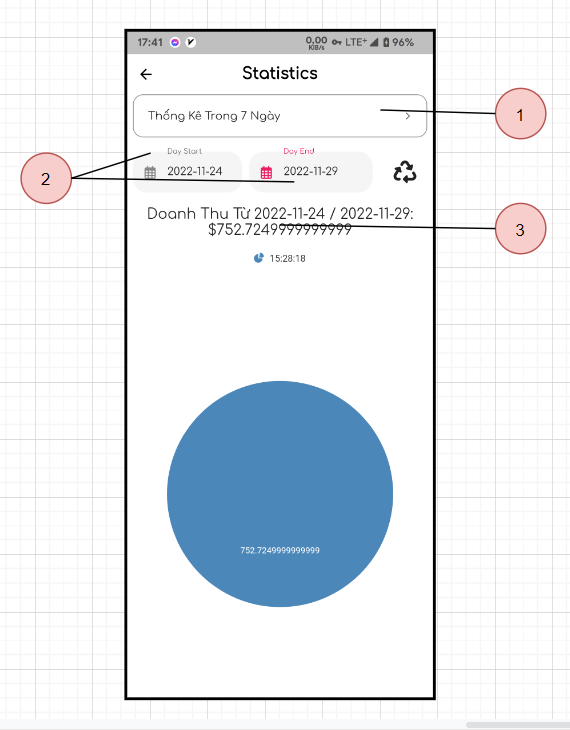 17:41 0,00 KiB/s LTE+ 96%
Statistics
Thống Kê Trong 7 Ngày
1
Day Start Day End
2022-11-24 2022-11-29
2
Doanh Thu Từ 2022-11-24 / 2022-11-29:
$752.7249999999999
3
15:28:18
752.7249999999999